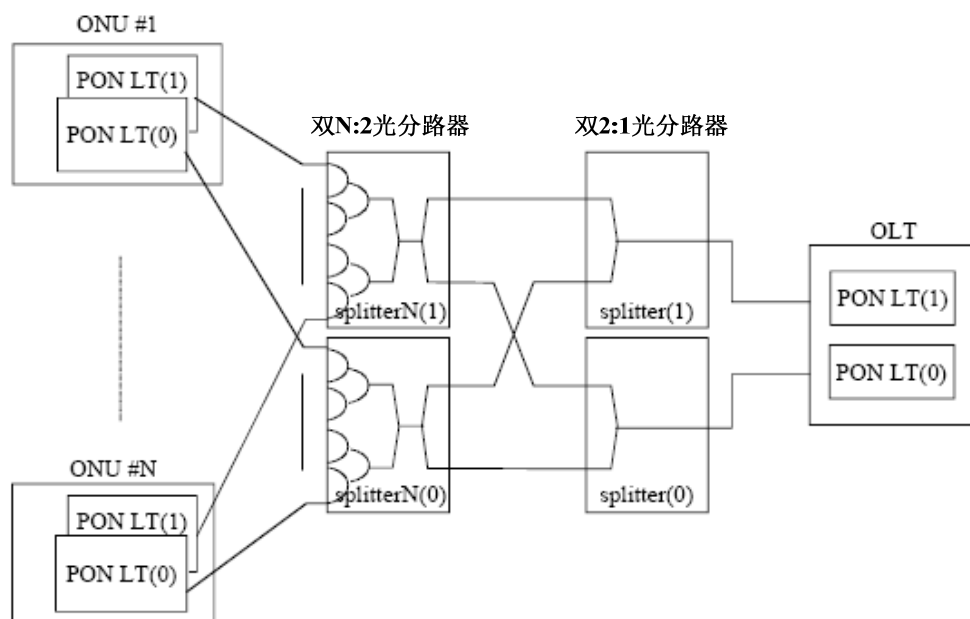 ONU #1
PON LT(1)
PON LT(0)
双N:2光分路器
双2:1光分路器
splitterN(1)
splitter(1)
OLT
PON LT(1)
PON LT(0)
splitterN(0)
splitter(0)
ONU #N
PON LT(1)
PON LT(0)